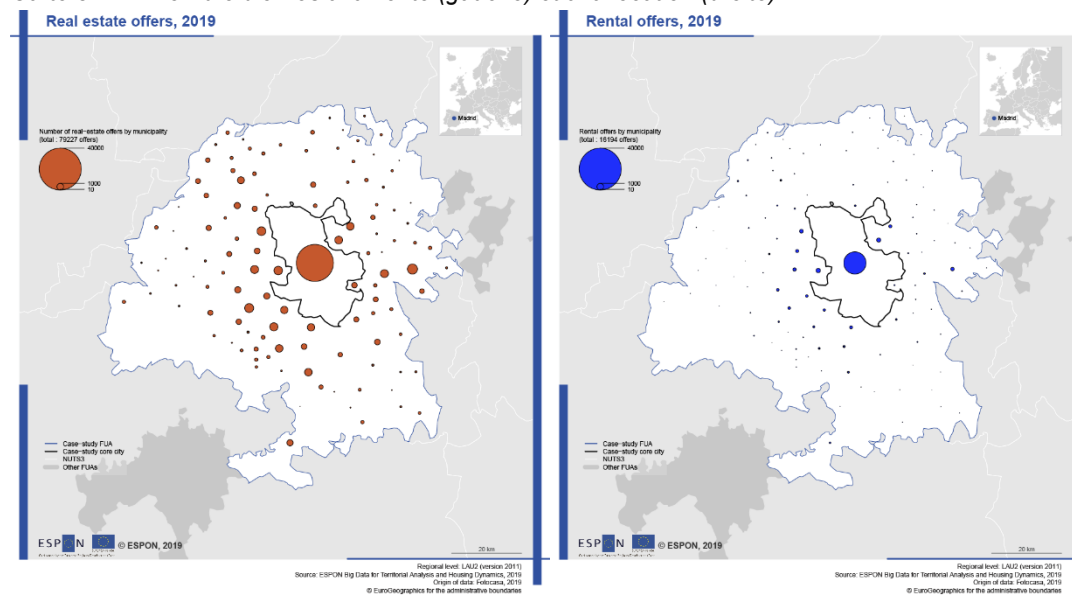 Real estate offers, 2019
Madrid
Number of real-estate offers by municipality
(total : 79227 offers)
40000
1000
10
Case-study FUA
Case-study core city
NUTS3
Other FUAs
ESPON
© ESPON, 2019
20 km
Regional level: LAU2 (version 2011)
Source: ESPON Big Data for Territorial Analysis and Housing Dynamics, 2019
Origin of data: Fotocasa, 2019
© EuroGeographics for the administrative boundaries
Rental offers, 2019
Madrid
Rental offers by municipality
(total : 16194 offers)
40000
1000
10
Case-study FUA
Case-study core city
NUTS3
Other FUAs
ESPON
© ESPON, 2019
20 km
Regional level: LAU2 (version 2011)
Source: ESPON Big Data for Territorial Analysis and Housing Dynamics, 2019
Origin of data: Fotocasa, 2019
© EuroGeographics for the administrative boundaries